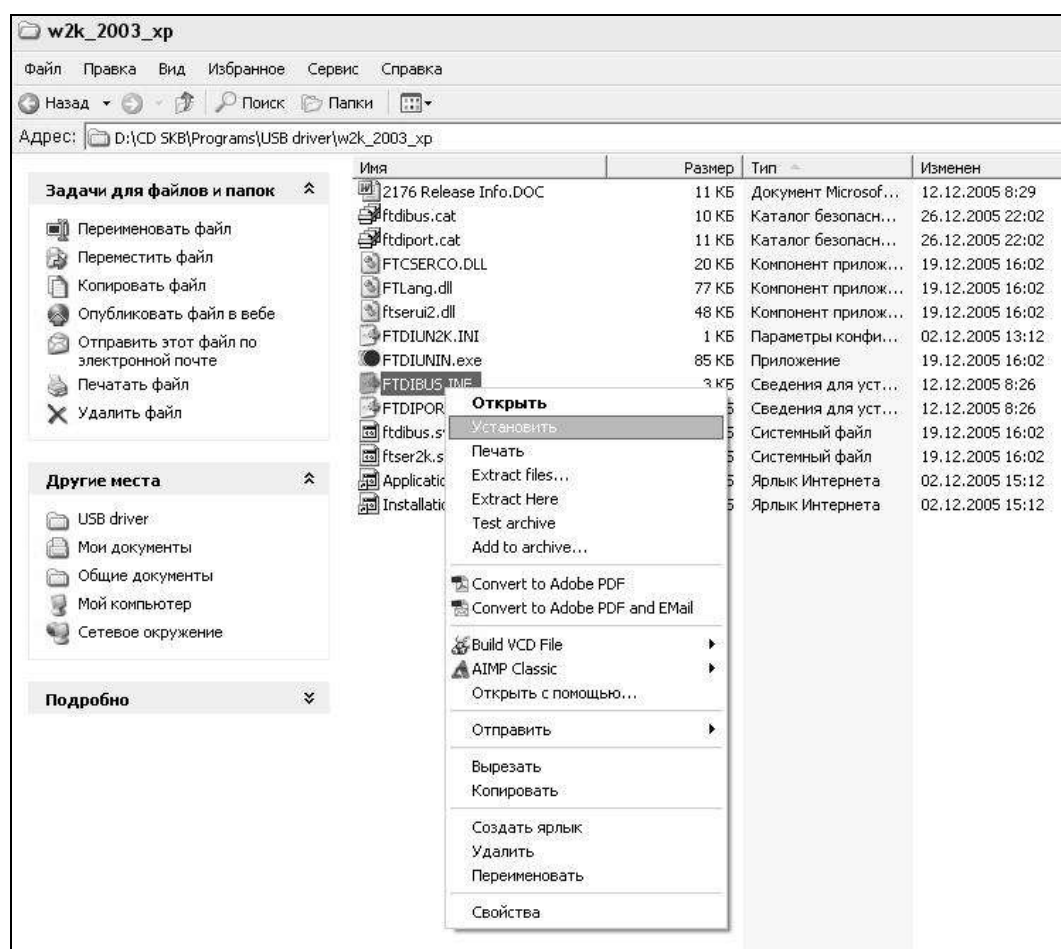 w2k_2003_xp
Файл Правка Вид Избранное Сервис Справка
Назад Поиск Папки
Адрес: D:\CD SKB\Programs\USB driver\w2k_2003_xp
Задачи для файлов и папок
Переименовать файл
Переместить файл
Копировать файл
Опубликовать файл в вебе
Отправить этот файл по
электронной почте
Печатать файл
Удалить файл
Другие места
USB driver
Мои документы
Общие документы
Мой компьютер
Сетевое окружение
Подробно
Имя Размер Тип Изменен
2176 Release Info.DOC 11 КБ Документ Microsof... 12.12.2005 8:29
ftdibus.cat 10 КБ Каталог безопасн... 26.12.2005 22:02
ftdiport.cat 11 КБ Каталог безопасн... 26.12.2005 22:02
FTCSERCO.DLL 20 КБ Компонент прилож... 19.12.2005 16:02
FTLang.dll 77 КБ Компонент прилож... 19.12.2005 16:02
ftserui2.dll 48 КБ Компонент прилож... 19.12.2005 16:02
FTDIUN2K.INI 1 КБ Параметры конфи... 02.12.2005 13:12
FTDIUNIN.exe 85 КБ Приложение 19.12.2005 16:02
FTDIBUS.INF 3 КБ Сведения для уст... 12.12.2005 8:26
FTDIPOR Б Сведения для уст... 12.12.2005 8:26
ftdibus.s Б Системный файл 19.12.2005 16:02
ftser2k.s Б Системный файл 19.12.2005 16:02
Applicatio Б Ярлык Интернета 02.12.2005 15:12
Installatio Б Ярлык Интернета 02.12.2005 15:12
Открыть
Установить
Печать
Extract files...
Extract Here
Test archive
Add to archive...
Convert to Adobe PDF
Convert to Adobe PDF and EMail
Build VCD File
AIMP Classic
Открыть с помощью...
Отправить
Вырезать
Копировать
Создать ярлык
Удалить
Переименовать
Свойства